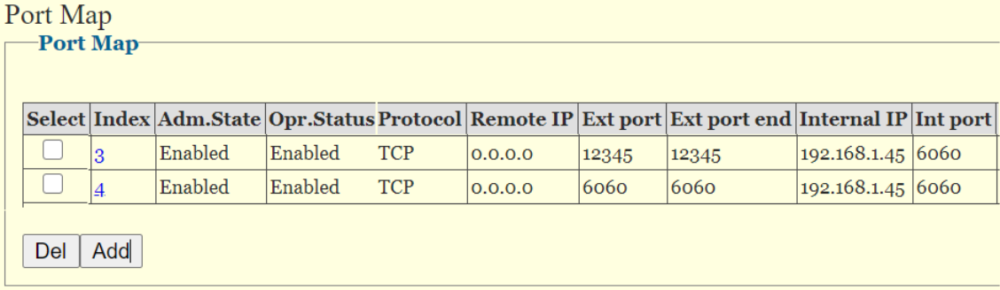 Port Map
Port Map
Select Index Adm.State Opr.Status Protocol Remote IP Ext port Ext port end Internal IP Int port
3 Enabled Enabled TCP 0.0.0.0 12345 12345 192.168.1.45 6060
4 Enabled Enabled TCP 0.0.0.0 6060 6060 192.168.1.45 6060
Del Add